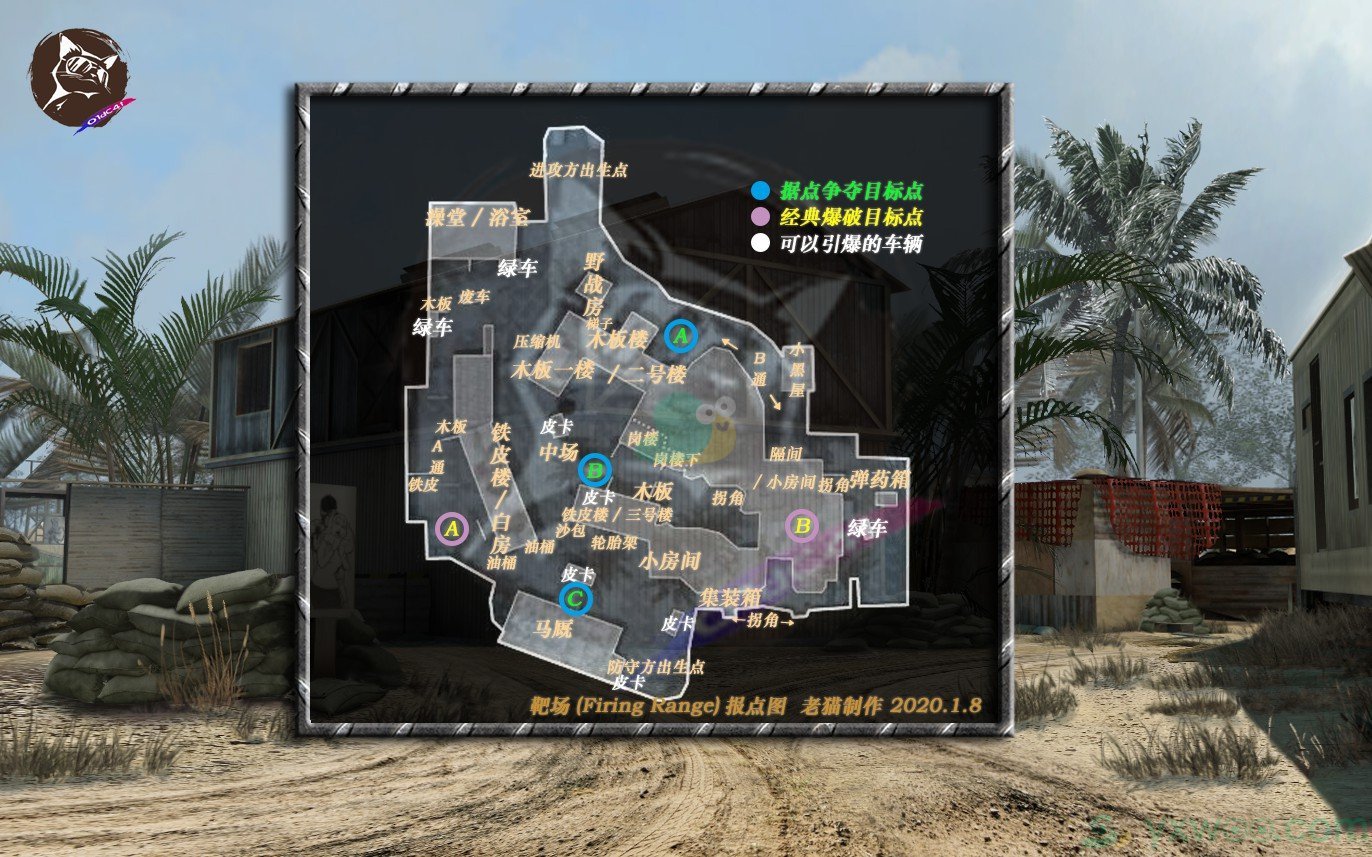 01JC41
进攻方出生点
据点争夺目标点
经典爆破目标点
可以引爆的车辆
澡堂 / 浴室
绿车
野战房
木板
废车
绿车
梯子
压缩机
木板楼
A
木板一楼 / 二号楼
B通
小黑屋
木板
A通
铁皮
铁皮楼/白房
皮卡
中场
岗楼
岗楼下
B
皮卡
木板
隔间
/ 小房间
拐角
拐角
弹药箱
铁皮楼 / 三号楼
沙包
轮胎架
A
B
绿车
油桶
油桶
小房间
皮卡
C
马厩
集装箱
←拐角→
皮卡
防守方出生点
皮卡
靶场 (Firing Range) 报点图 老猫制作 2020.1.8